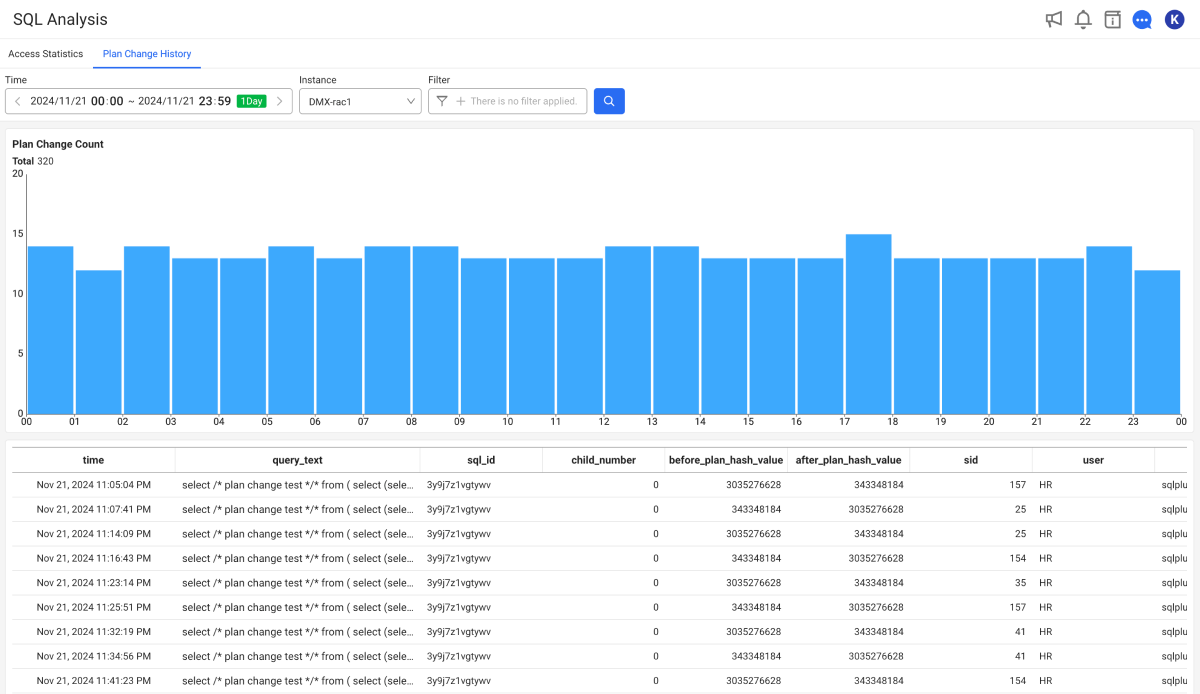 SQL Analysis
K
Access Statistics Plan Change History
Time Instance Filter
2024/11/21 00:00 ~ 2024/11/21 23:59 1Day DMX-rac1 There is no filter applied.
Plan Change Count
Total 320
20
15
10
5
0
00 01 02 03 04 05 06 07 08 09 10 11 12 13 14 15 16 17 18 19 20 21 22 23 00
time query_text sql_id child_number before_plan_hash_value after_plan_hash_value sid user
Nov 21, 2024 11:05:04 PM select /* plan change test */* from ( select (sele... 3y9j7z1vgtywv 0 3035276628 343348184 157 HR sqlplu
Nov 21, 2024 11:07:41 PM select /* plan change test */* from ( select (sele... 3y9j7z1vgtywv 0 343348184 3035276628 25 HR sqlplu
Nov 21, 2024 11:14:09 PM select /* plan change test */* from ( select (sele... 3y9j7z1vgtywv 0 3035276628 343348184 25 HR sqlplu
Nov 21, 2024 11:16:43 PM select /* plan change test */* from ( select (sele... 3y9j7z1vgtywv 0 343348184 3035276628 154 HR sqlplu
Nov 21, 2024 11:23:14 PM select /* plan change test */* from ( select (sele... 3y9j7z1vgtywv 0 3035276628 343348184 35 HR sqlplu
Nov 21, 2024 11:25:51 PM select /* plan change test */* from ( select (sele... 3y9j7z1vgtywv 0 343348184 3035276628 157 HR sqlplu
Nov 21, 2024 11:32:19 PM select /* plan change test */* from ( select (sele... 3y9j7z1vgtywv 0 3035276628 343348184 41 HR sqlplu
Nov 21, 2024 11:34:56 PM select /* plan change test */* from ( select (sele... 3y9j7z1vgtywv 0 343348184 3035276628 41 HR sqlplu
Nov 21, 2024 11:41:23 PM select /* plan change test */* from ( select (sele... 3y9j7z1vgtywv 0 3035276628 343348184 154 HR sqlplu